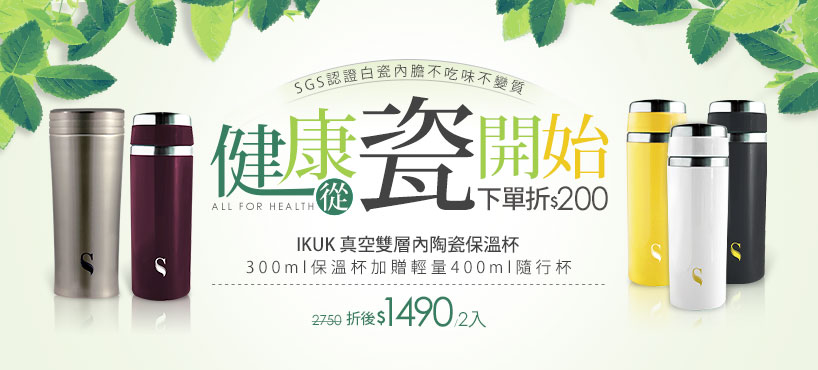 SGS認證白瓷內膽不吃味不變質
健康從瓷開始
ALL FOR HEALTH
下單折$200
IKUK 真空雙層內陶瓷保溫杯
300ml保溫杯加贈輕量400ml隨行杯
2750 折後$1490/2入